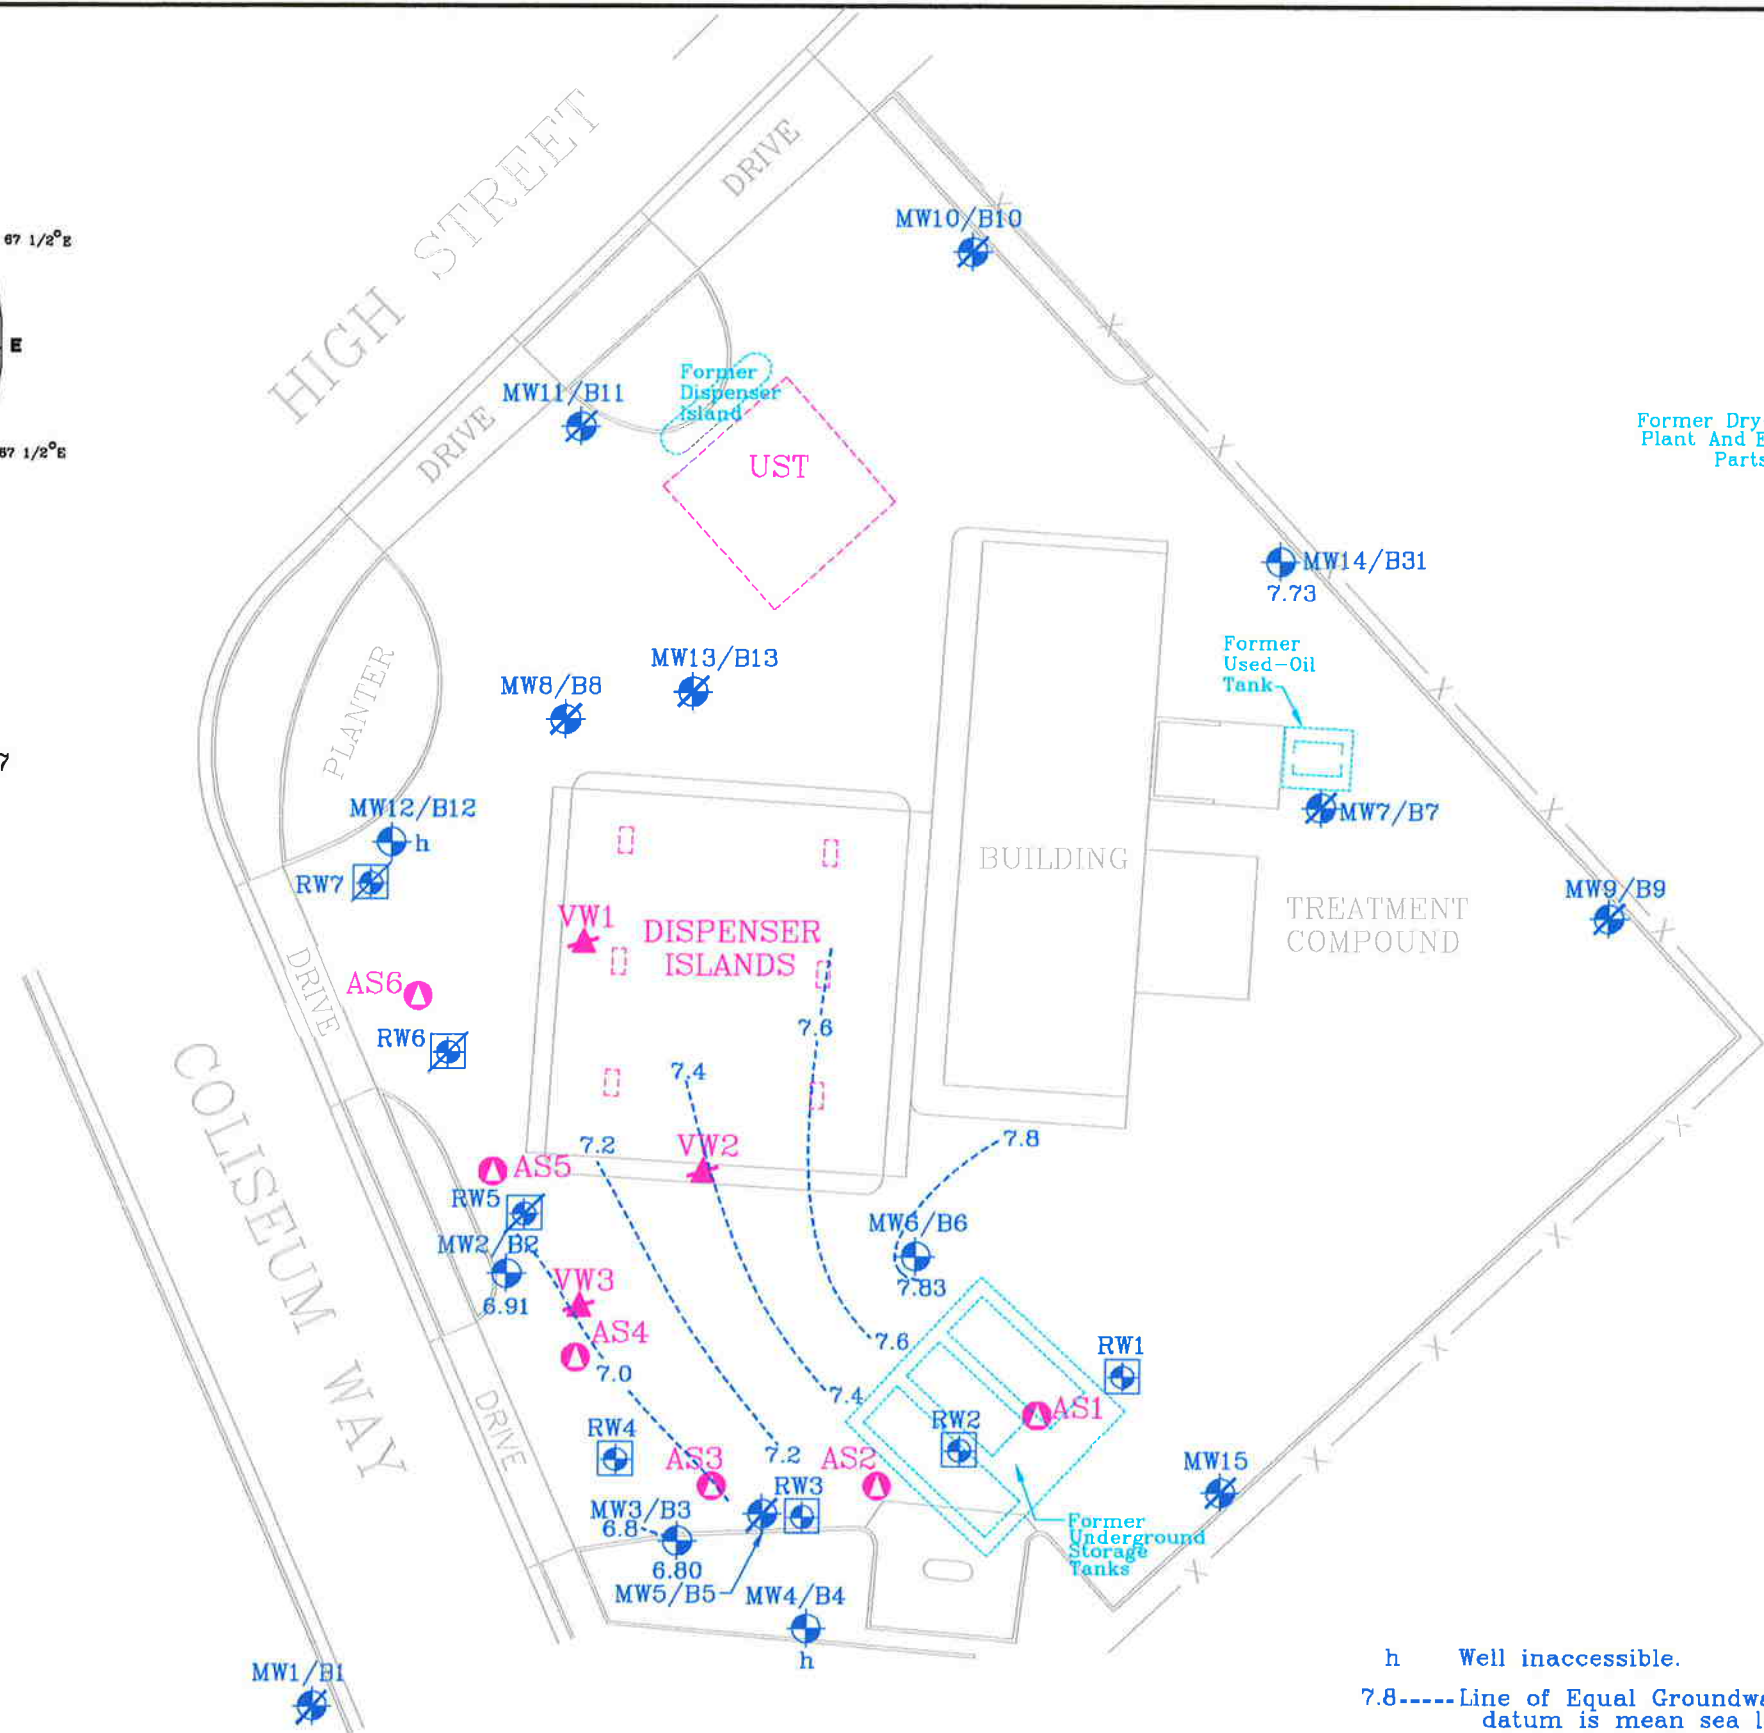 67 1/2°E
E
67 1/2°E
7
HIGH STREET
DRIVE
MW10/B10
MW11/B11
DRIVE
Former
Dispenser
Island
UST
Former Dry
Plant And E
Parts
MW14/B31
7.73
Former
Used-Oil
Tank
PLANTER
MW8/B8
MW13/B13
MW12/B12
h
RW7
MW7/B7
BUILDING
TREATMENT
COMPOUND
MW9/B9
VW1
DISPENSER
ISLANDS
DRIVE
AS6
RW6
7.6
7.4
7.2
VW2
7.8
COLISEUM WAY
AS5
RW5
MW2/B2
6.91
VW3
AS4
7.0
MW6/B6
7.83
7.6
7.4
7.2
RW1
AS1
RW2
DRIVE
RW4
AS3
AS2
RW3
MW15
MW3/B3
6.8
6.80
MW5/B5
MW4/B4
h
Former
Underground
Storage
Tanks
MW1/B1
h Well inaccessible.
7.8----- Line of Equal Groundwa
datum is mean sea l
X
X
X
X
X
X
X
X
X
X
X
X
X